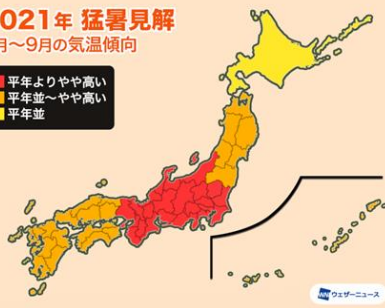 2021年 猛暑見解
月～9月の気温傾向
平年よりやや高い
平年並～やや高い
平年並
ウェザーニュース